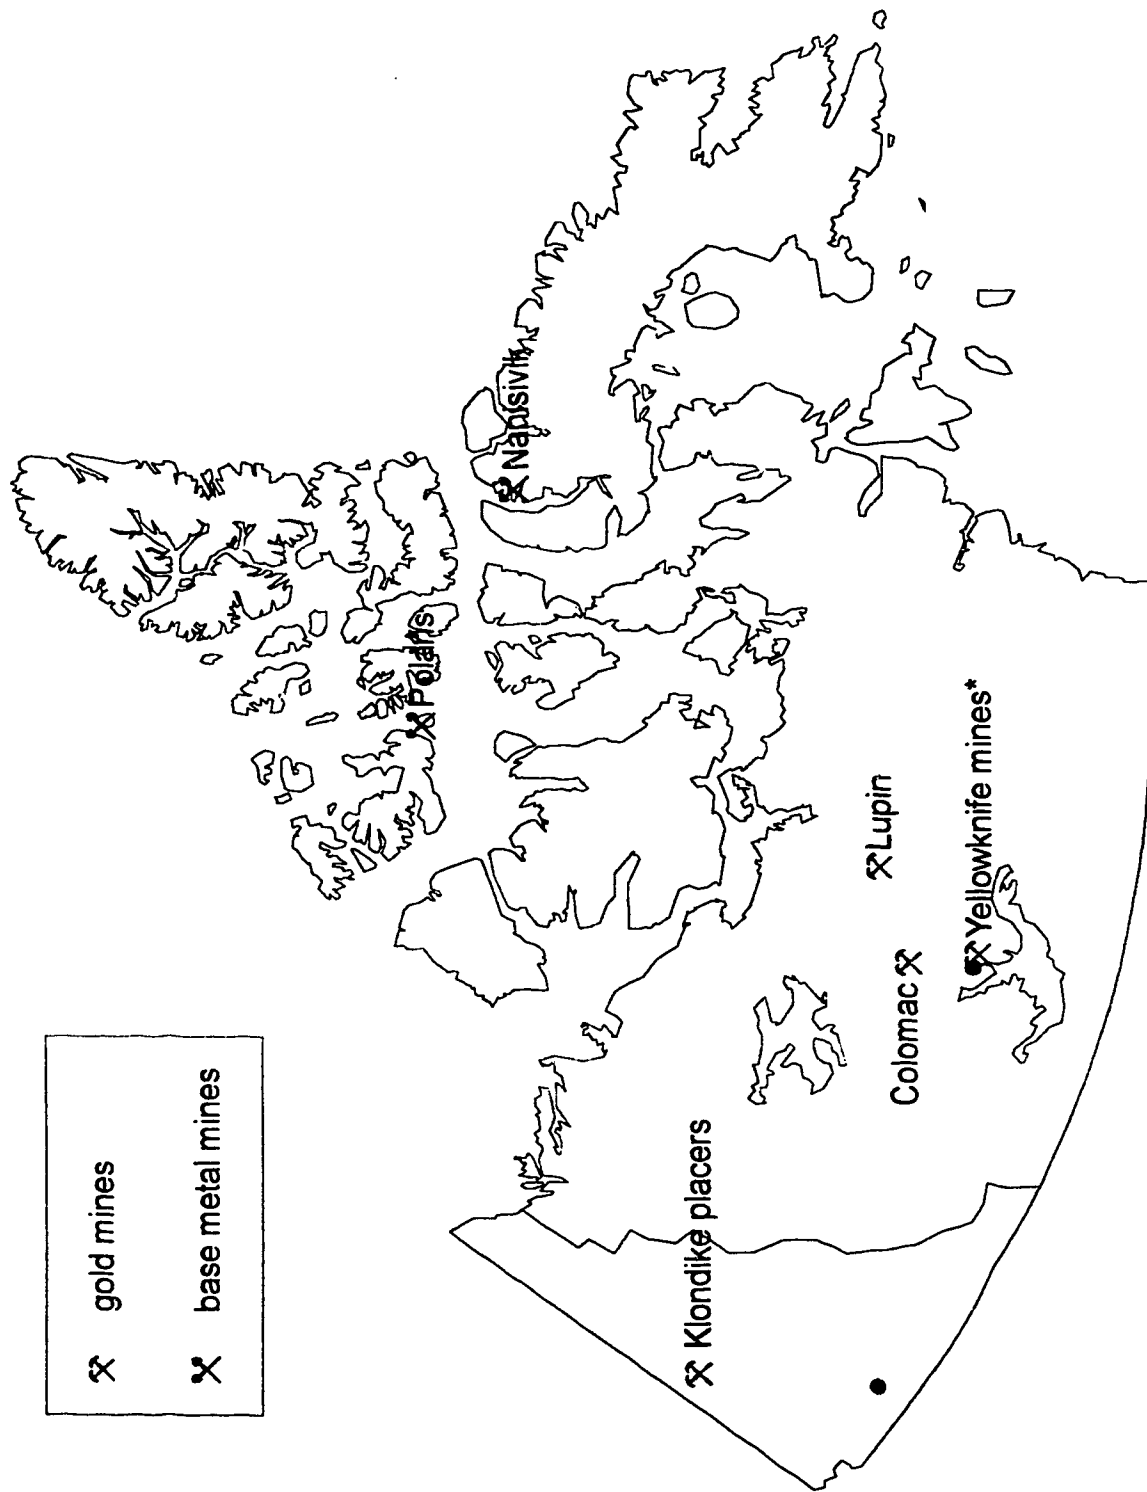 gold mines
base metal mines
Polaris
Nanisivik
Klondike placers
Lupin
Colomac
Yellowknife mines*